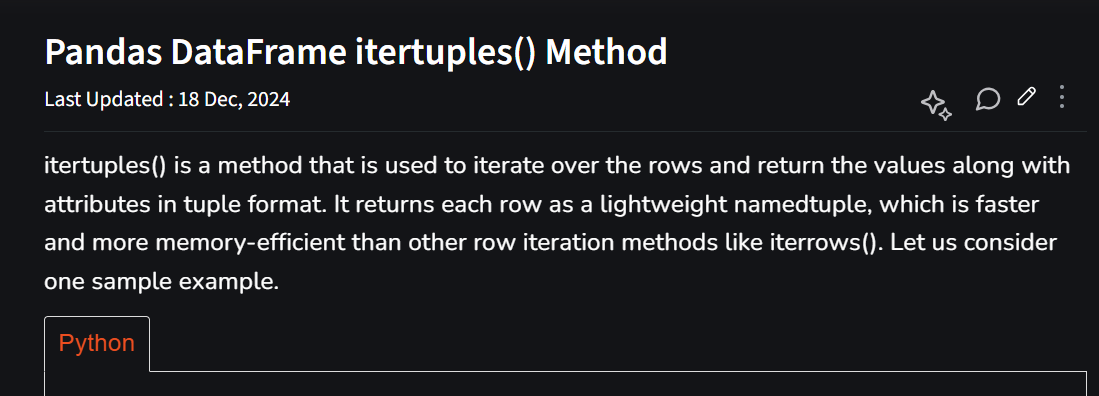 Pandas DataFrame itertuples() Method
Last Updated : 18 Dec, 2024
itertuples() is a method that is used to iterate over the rows and return the values along with
attributes in tuple format. It returns each row as a lightweight namedtuple, which is faster
and more memory-efficient than other row iteration methods like iterrows(). Let us consider
one sample example.
Python